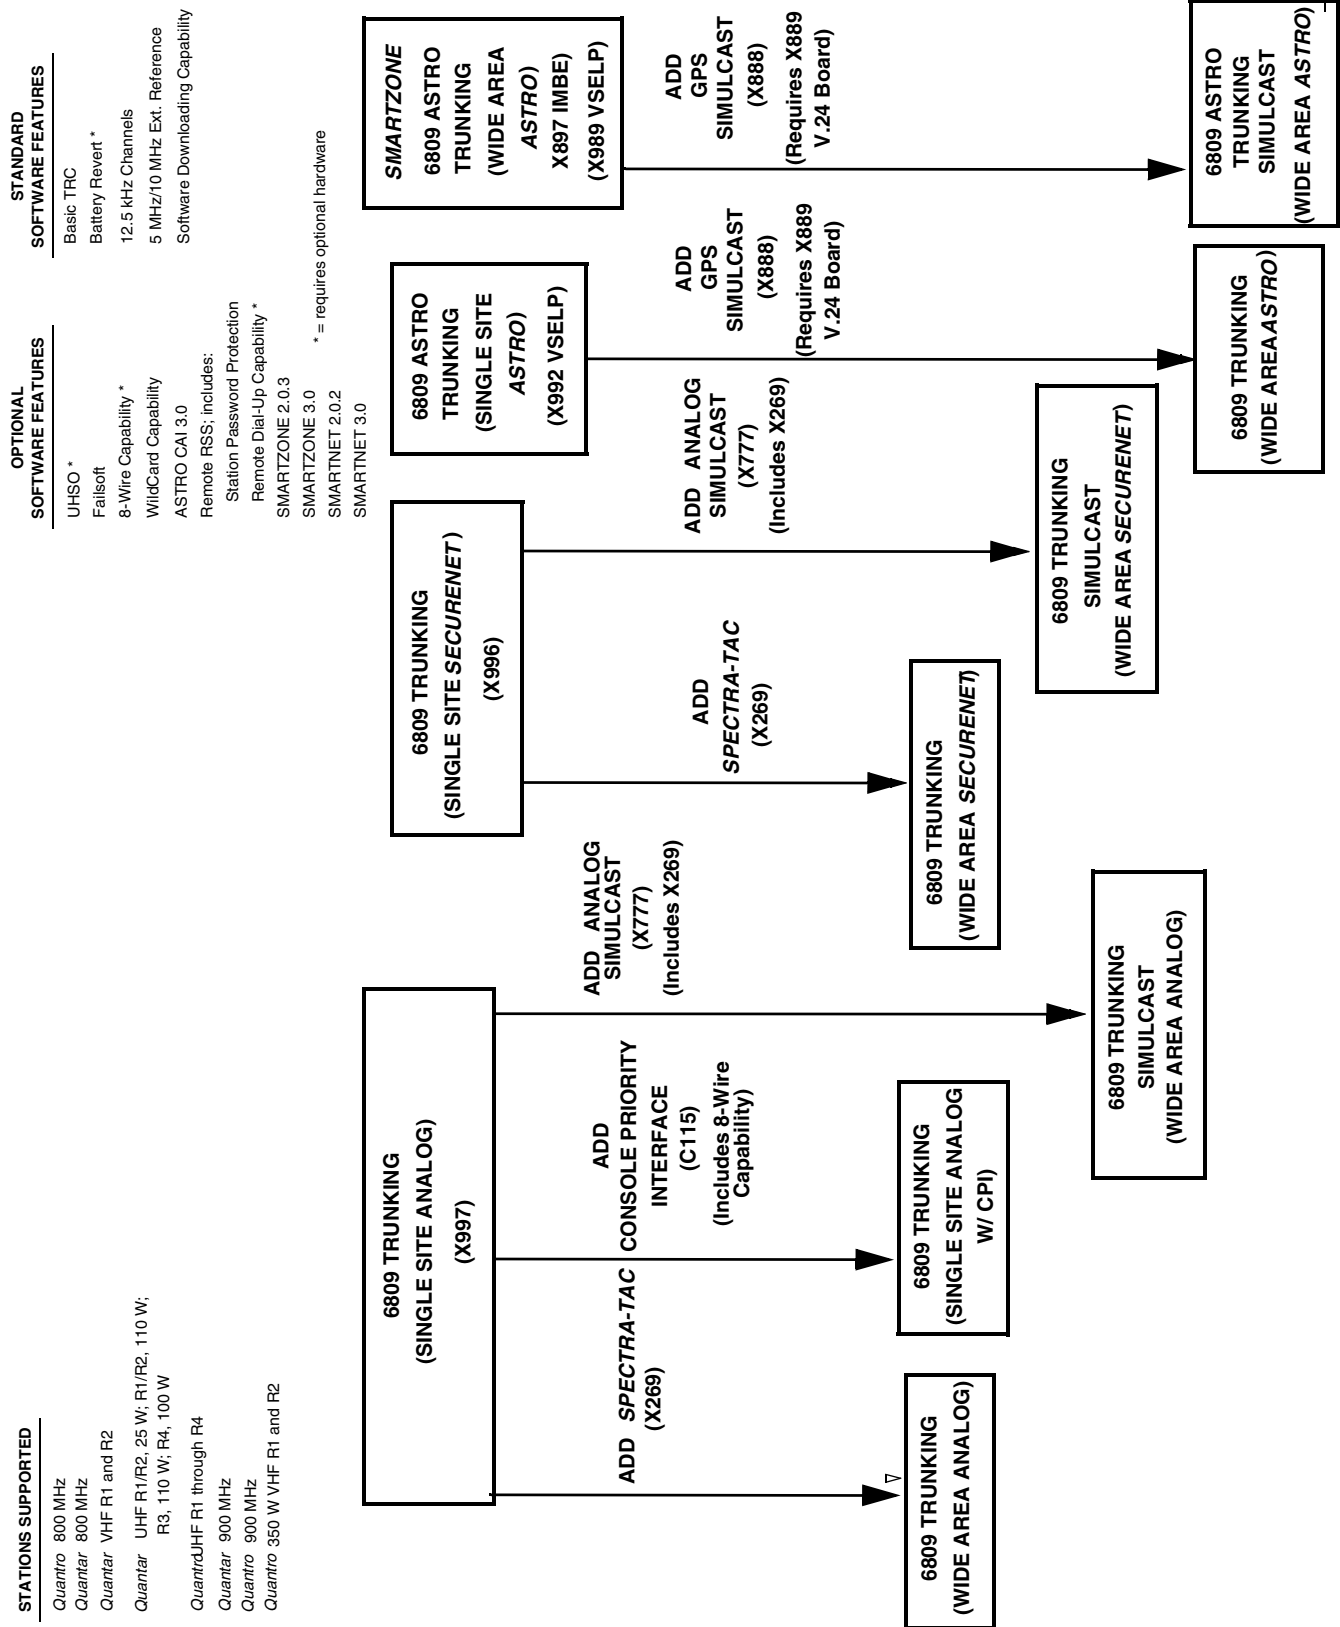 STATIONS SUPPORTED
Quantro 800 MHz
Quantar 800 MHz
Quantar VHF R1 and R2
Quantar UHF R1/R2, 25 W; R1/R2, 110 W;
R3, 110 W; R4, 100 W
QuantroUHF R1 through R4
Quantar 900 MHz
Quantro 900 MHz
Quantro 350 W VHF R1 and R2
OPTIONAL
SOFTWARE FEATURES
UHSO *
Failsoft
8-Wire Capability *
WildCard Capability
ASTRO CAI 3.0
Remote RSS; includes:
Station Password Protection
Remote Dial-Up Capability *
SMARTZONE 2.0.3
SMARTZONE 3.0
SMARTNET 2.0.2
SMARTNET 3.0
STANDARD
SOFTWARE FEATURES
Basic TRC
Battery Revert *
12.5 kHz Channels
5 MHz/10 MHz Ext. Reference
Software Downloading Capability
* = requires optional hardware
6809 TRUNKING
(SINGLE SITE ANALOG)
(X997)
6809 TRUNKING
(SINGLE SITE SECURENET)
(X996)
6809 ASTRO
TRUNKING
(SINGLE SITE
ASTRO)
(X992 VSELP)
SMARTZONE
6809 ASTRO
TRUNKING
(WIDE AREA
ASTRO)
X897 IMBE)
(X989 VSELP)
ADD SPECTRA-TAC
(X269)
ADD
CONSOLE PRIORITY
INTERFACE
(C115)
(Includes 8-Wire
Capability)
ADD ANALOG
SIMULCAST
(X777)
(Includes X269)
ADD
SPECTRA-TAC
(X269)
ADD ANALOG
SIMULCAST
(X777)
(Includes X269)
ADD
GPS
SIMULCAST
(X888)
(Requires X889
V.24 Board)
ADD
GPS
SIMULCAST
(X888)
(Requires X889
V.24 Board)
6809 TRUNKING
(WIDE AREA ANALOG)
6809 TRUNKING
(SINGLE SITE ANALOG
W/ CPI)
6809 TRUNKING
SIMULCAST
(WIDE AREA ANALOG)
6809 TRUNKING
(WIDE AREA SECURENET)
6809 TRUNKING
SIMULCAST
(WIDE AREA SECURENET)
6809 TRUNKING
(WIDE AREA ASTRO)
6809 ASTRO
TRUNKING
SIMULCAST
(WIDE AREA ASTRO)